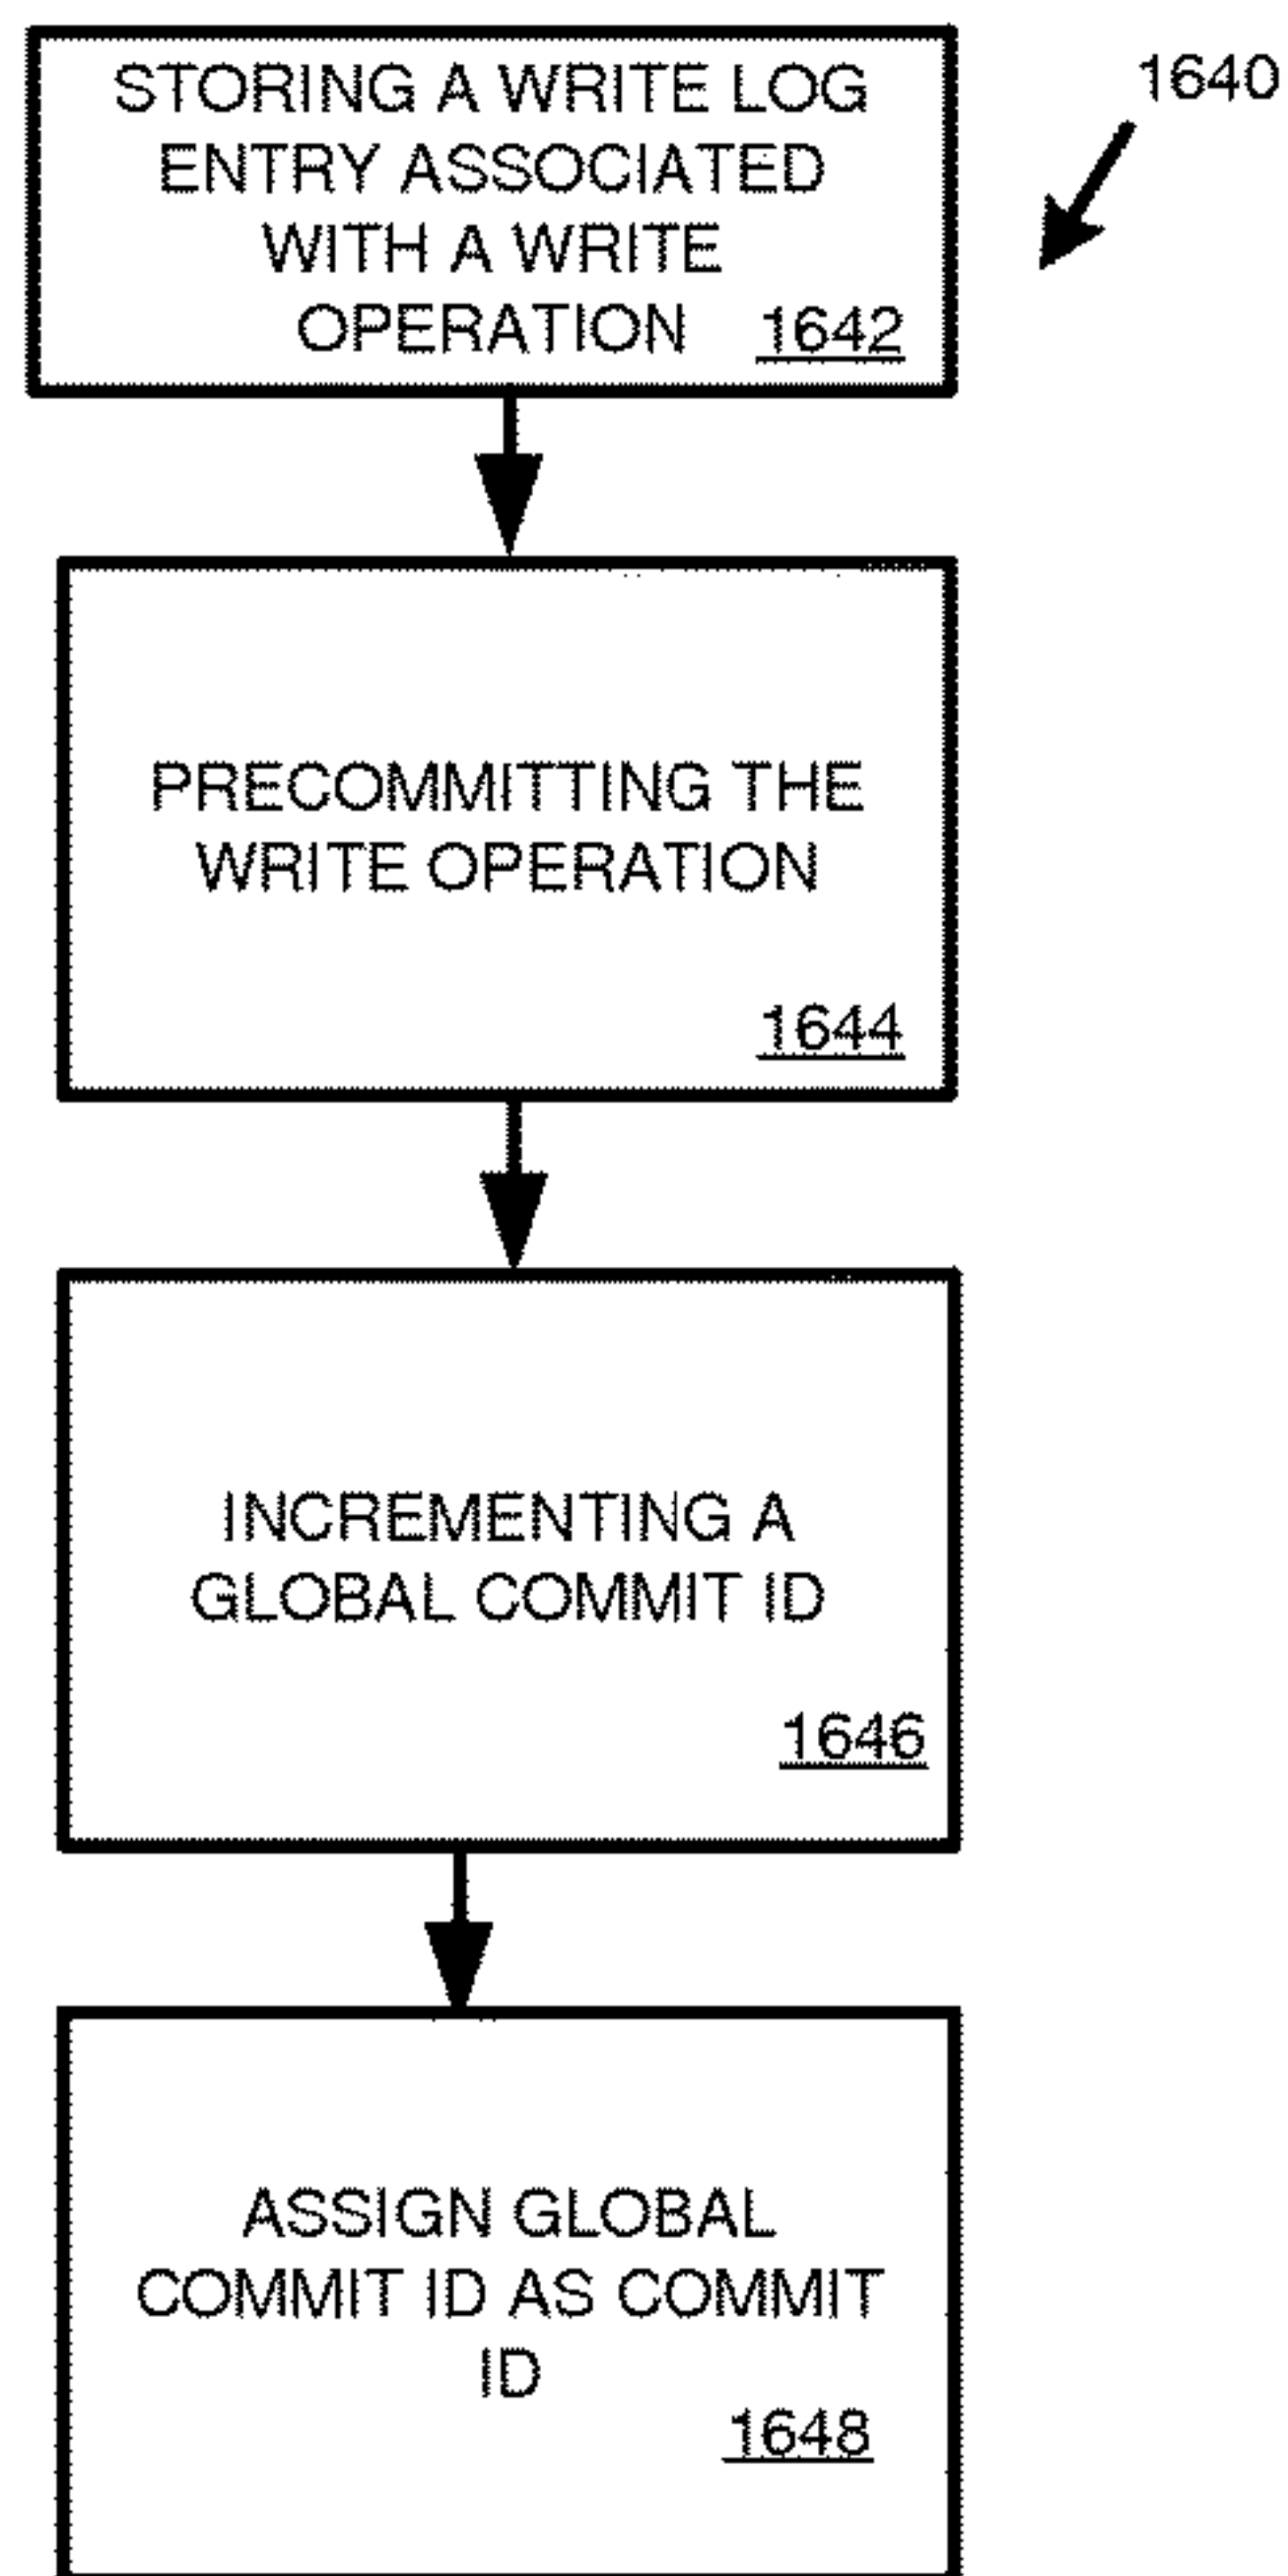 1640
STORING A WRITE LOG
ENTRY ASSOCIATED
WITH A WRITE
OPERATION 1642
PRECOMMITTING THE
WRITE OPERATION
1644
INCREMENTING A
GLOBAL COMMIT ID
1646
ASSIGN GLOBAL
COMMIT ID AS COMMIT
ID
1648